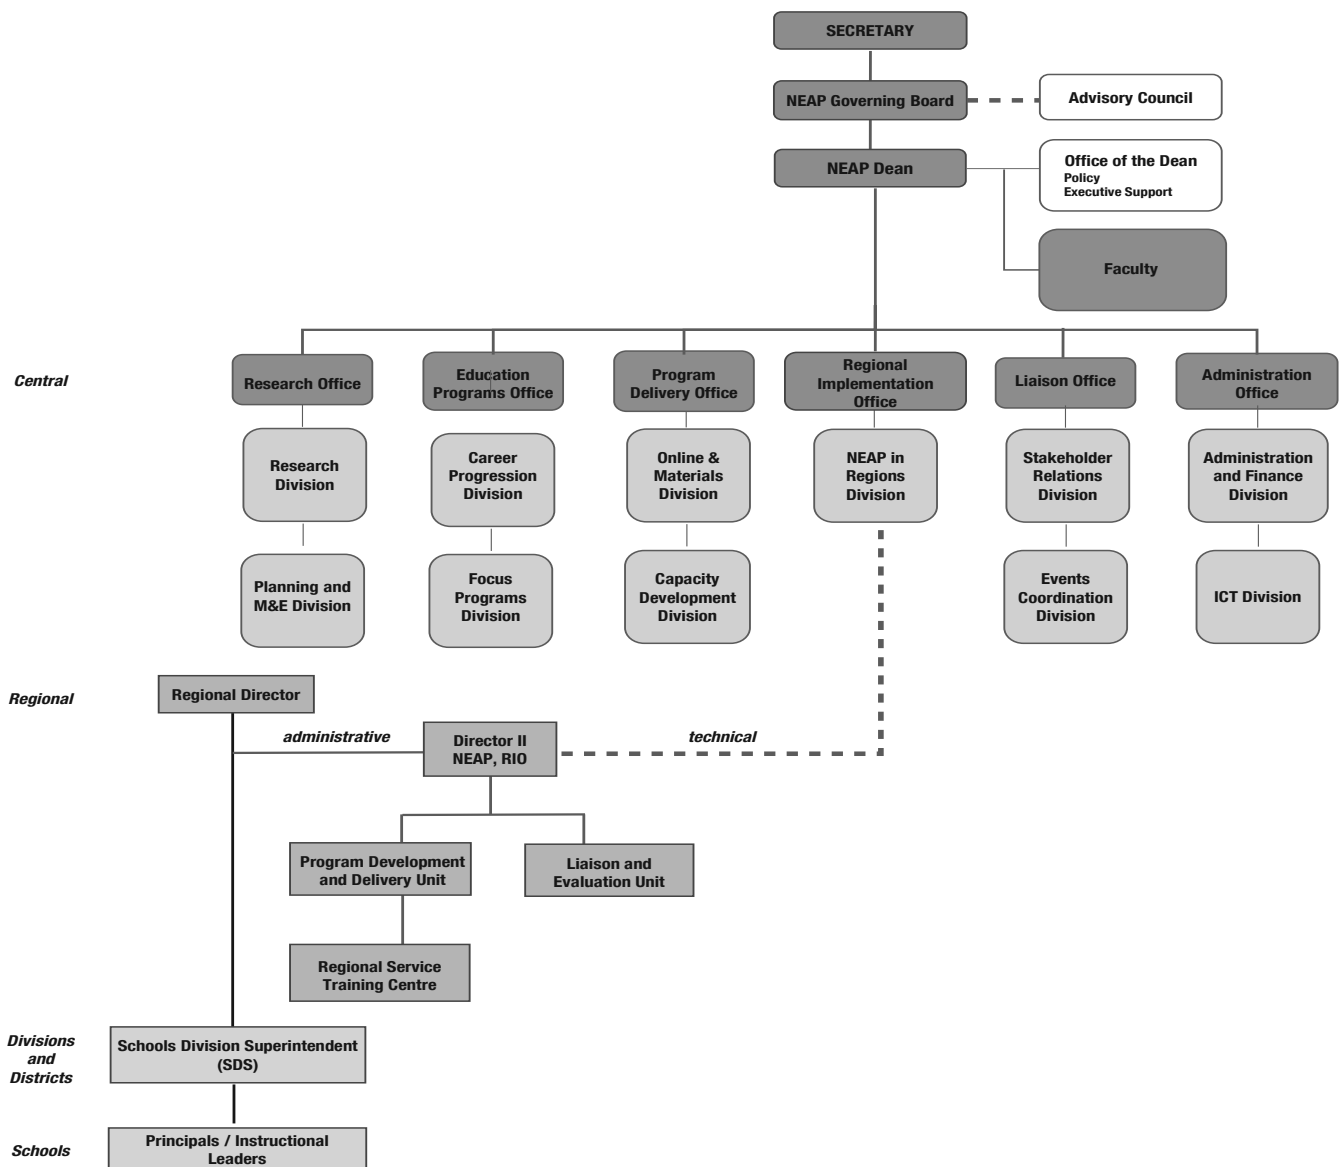 SECRETARY
NEAP Governing Board
Advisory Council
NEAP Dean
Office of the Dean
Policy
Executive Support
Faculty
Central
Research Office
Education
Programs Office
Program
Delivery Office
Regional
Implementation
Office
Liaison Office
Administration
Office
Research
Division
Career
Progression
Division
Online &
Materials
Division
NEAP in
Regions
Division
Stakeholder
Relations
Division
Administration
and Finance
Division
Planning and
M&E Division
Focus
Programs
Division
Capacity
Development
Division
Events
Coordination
Division
ICT Division
Regional
Regional Director
administrative
Director II
NEAP, RIO
technical
Program Development
and Delivery Unit
Liaison and
Evaluation Unit
Regional Service
Training Centre
Divisions
and
Districts
Schools Division Superintendent
(SDS)
Schools
Principals / Instructional
Leaders